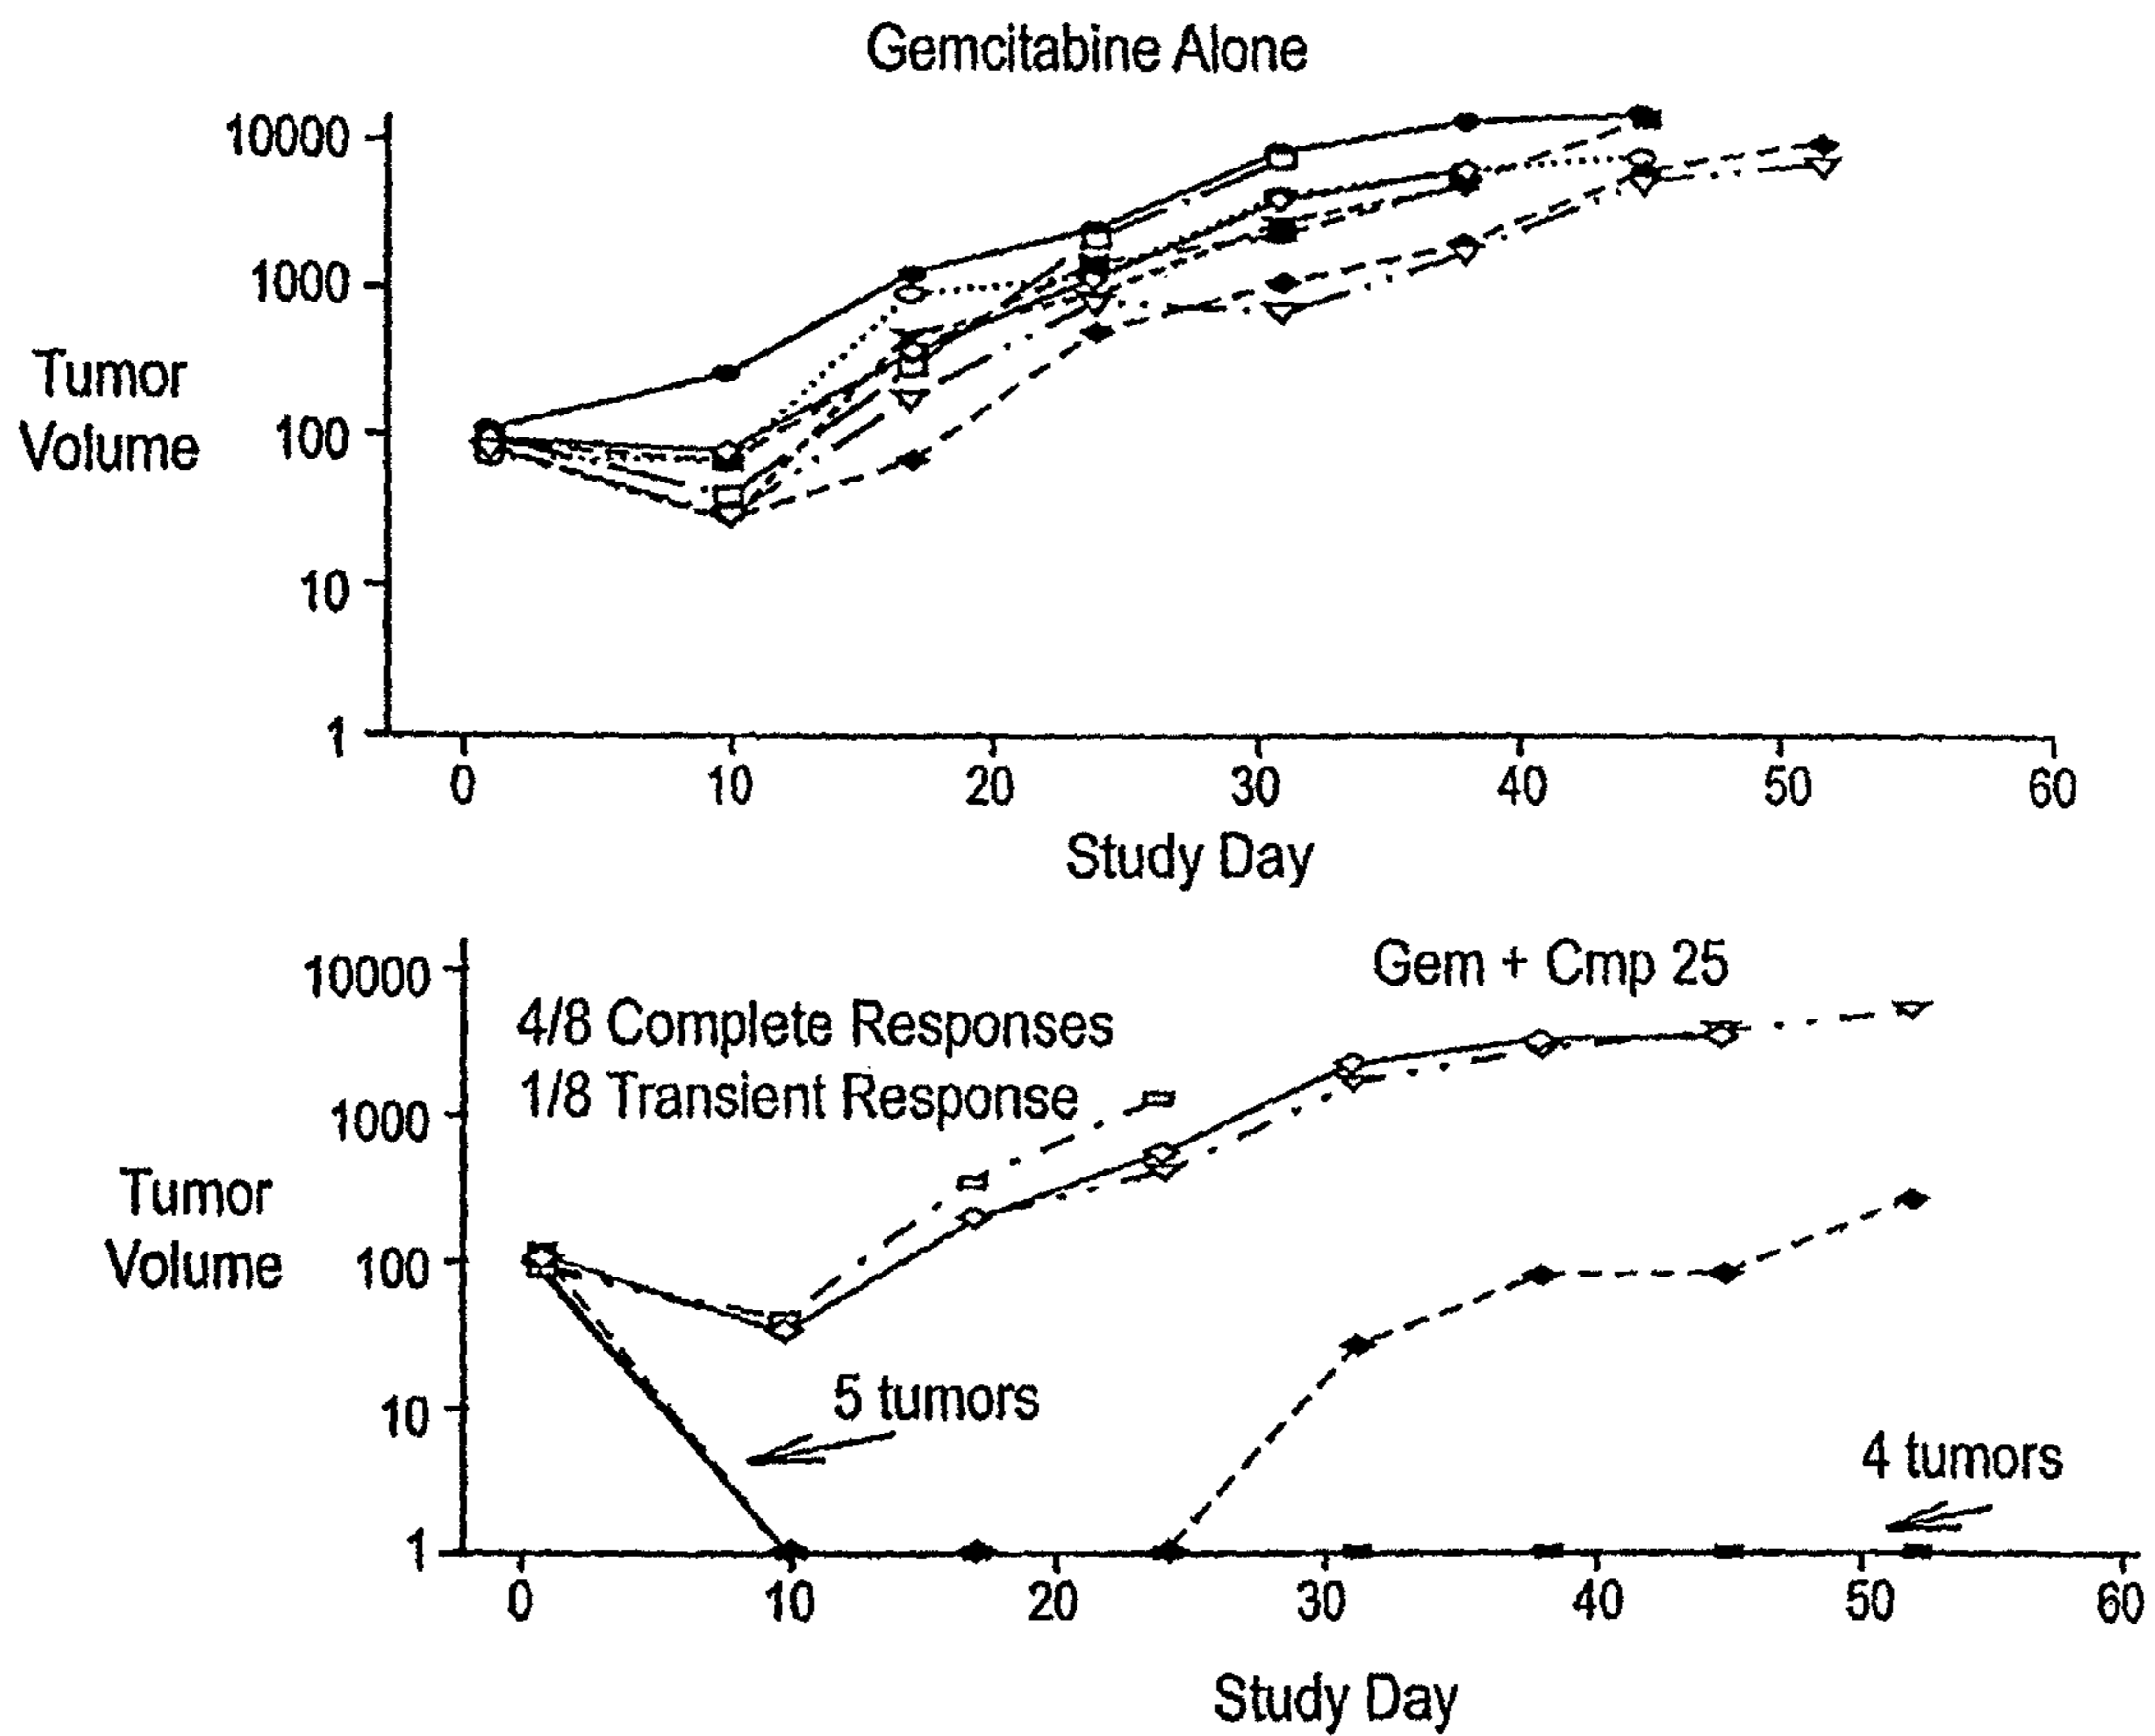 Gemcitabine Alone
10000
1000
100
10
1
Tumor
Volume
0 10 20 30 40 50 60
Study Day
Gem + Cmp 25
4/8 Complete Responses
1/8 Transient Response
10000
1000
100
10
1
Tumor
Volume
5 tumors
4 tumors
0 10 20 30 40 50 60
Study Day